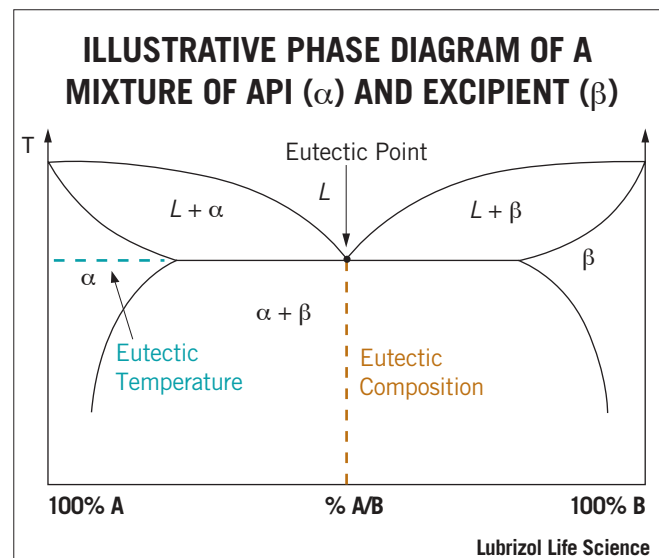 ILLUSTRATIVE PHASE DIAGRAM OF A
MIXTURE OF API (α) AND EXCIPIENT (β)
T
Eutectic Point
L
L + α
L + β
α
β
α + β
Eutectic
Temperature
Eutectic
Composition
100% A
% A/B
100% B
Lubrizol Life Science